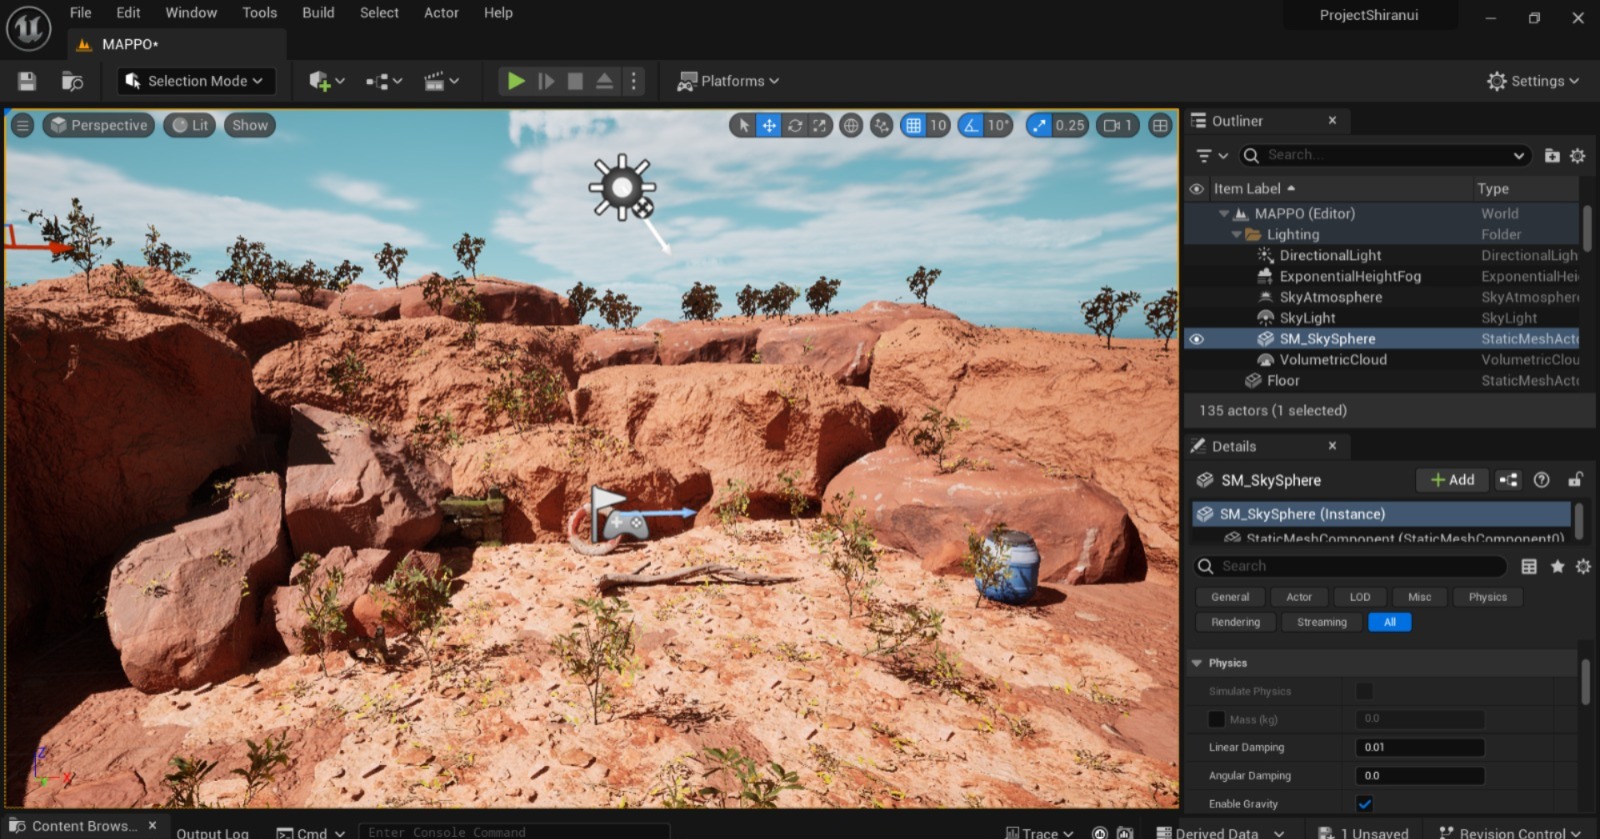 File Edit Window Tools Build Select Actor Help
ProjectShiranui
MAPPO*
Selection Mode
Platforms
Settings
Perspective Lit Show
10 10° 0.25 1
Outliner
Search...
Item Label Type
MAPPO (Editor) World
Lighting Folder
DirectionalLight DirectionalLigh
ExponentialHeightFog ExponentialHei
SkyAtmosphere SkyAtmosphere
SkyLight SkyLight
SM_SkySphere StaticMeshActo
VolumetricCloud VolumetricClou
Floor StaticMeshActo
135 actors (1 selected)
Details
SM_SkySphere
Add
SM_SkySphere (Instance)
StaticMeshComponent (StaticMeshComponent0)
Search
General Actor LOD Misc Physics
Rendering Streaming All
Physics
Simulate Physics
Mass (kg) 0.0
Linear Damping 0.01
Angular Damping 0.0
Enable Gravity
Z
X
Content Brows...
Output Log
Cmd
Enter Console Command
Trace
Derived Data
1 Unsaved
Revision Control